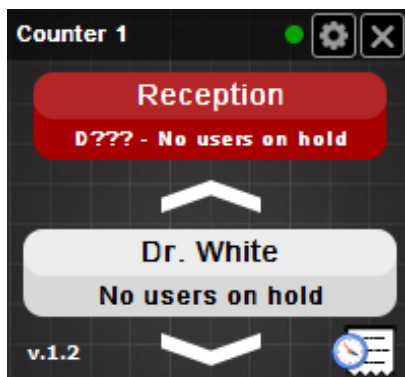 Counter 1
Reception
D??? - No users on hold
Dr. White
No users on hold
v.1.2